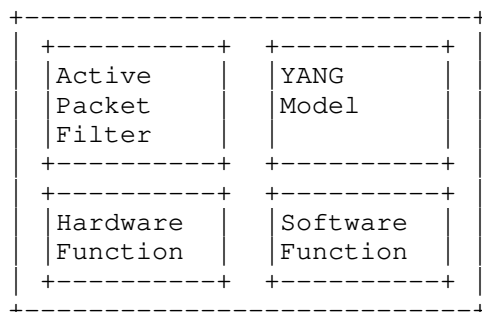 Active YANG
Packet Model
Filter
Hardware Software
Function Function